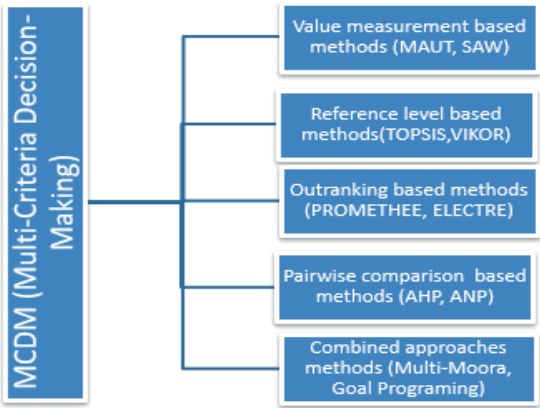 MCDM (Multi-Criteria Decision-
Making)
Value measurement based
methods (MAUT, SAW)
Reference level based
methods(TOPSIS,VIKOR)
Outranking based methods
(PROMETHEE, ELECTRE)
Pairwise comparison based
methods (AHP, ANP)
Combined approaches
methods (Multi-Moora,
Goal Programing)